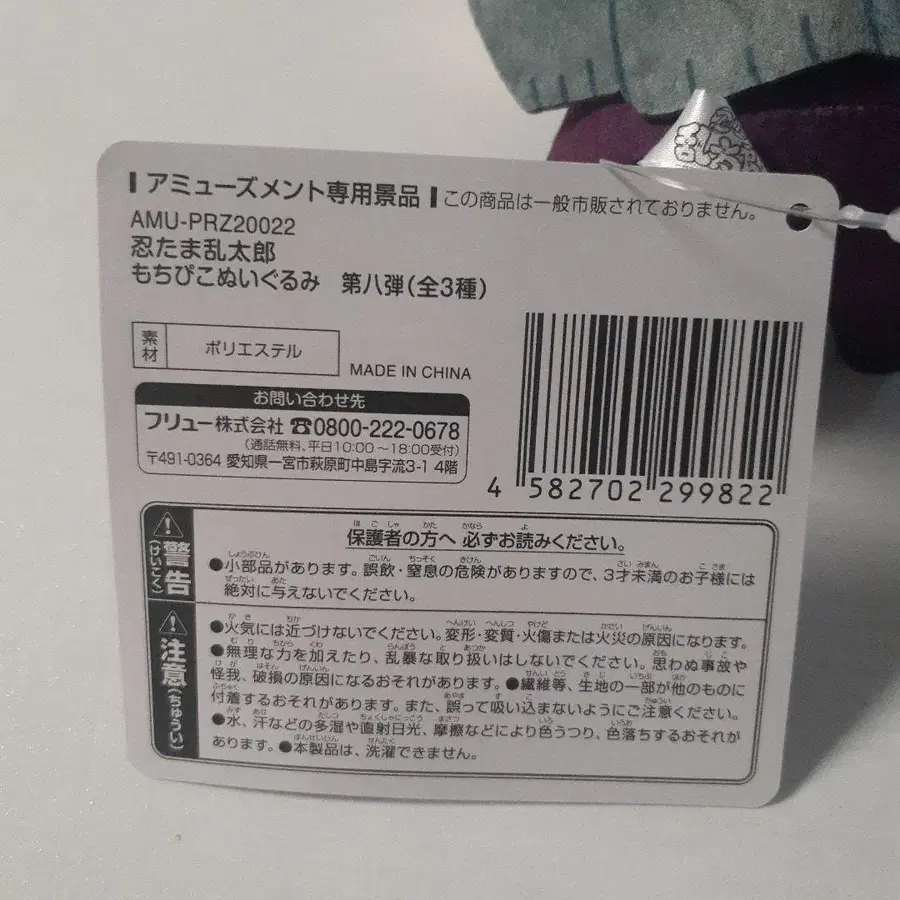 アミューズメント専用景品 この商品は一般市販されておりません。
AMU-PRZ20022
忍たま乱太郎
もちぴこぬいぐるみ 第八弾(全3種)
素材 ポリエステル
MADE IN CHINA
お問い合わせ先
フリュー株式会社 ☎0800-222-0678
(通話無料、平日10:00~18:00受付)
〒491-0364 愛知県一宮市萩原町中島字流3-1 4階
4 582702 299822
警告(けいこく)
保護者の方へ 必ずお読みください。
●小部品があります。誤飲・窒息の危険がありますので、3才未満のお子様には
絶対に与えないでください。
注意(ちゅうい)
●火気には近づけないでください。変形・変質・火傷または火災の原因になります。
●無理な力を加えたり、乱暴な取り扱いはしないでください。思わぬ事故や
怪我、破損の原因になるおそれがあります。●繊維等、生地の一部が他のものに
付着するおそれがあります。また、誤って吸い込まないようにご注意ください。
●水、汗などの多湿や直射日光、摩擦などにより色うつり、色落ちするおそれが
あります。●本製品は、洗濯できません。